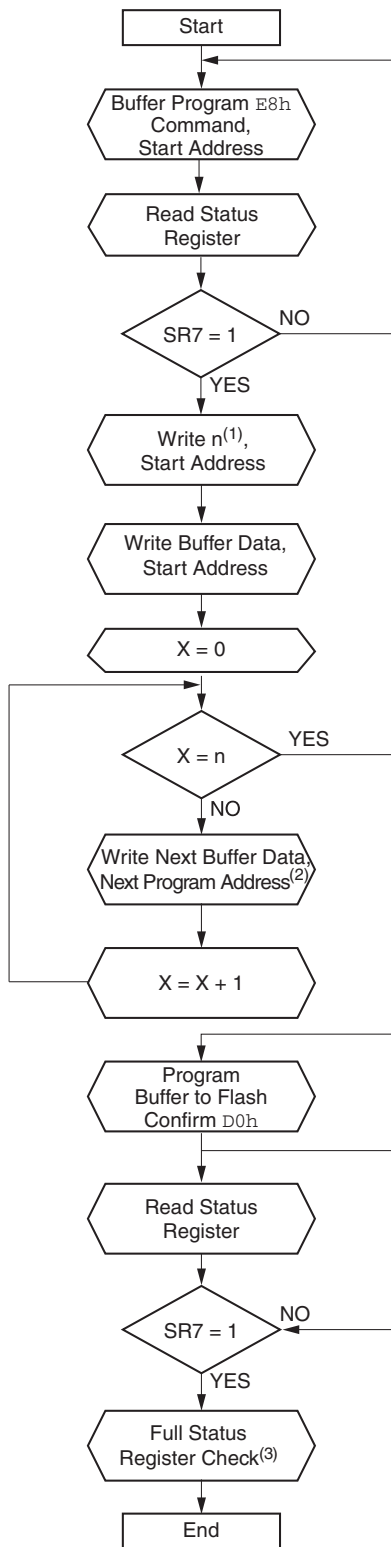 Start
Buffer Program E8h
Command,
Start Address
Read Status
Register
SR7 = 1
NO
YES
Write n(1),
Start Address
Write Buffer Data,
Start Address
X = 0
X = n
YES
NO
Write Next Buffer Data,
Next Program Address(2)
X = X + 1
Program
Buffer to Flash
Confirm D0h
Read Status
Register
SR7 = 1
NO
YES
Full Status
Register Check(3)
End